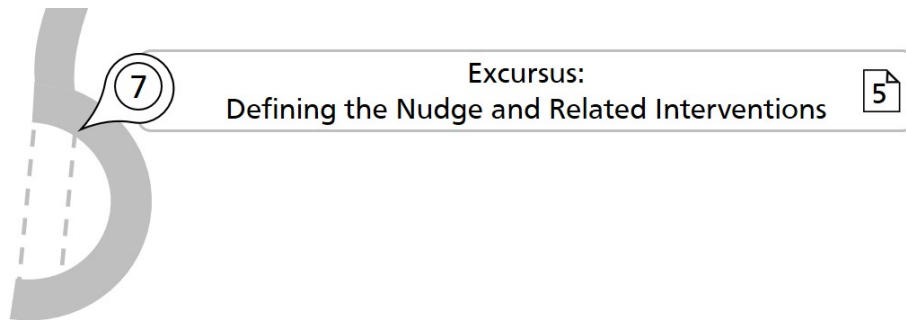 7
Excursus:
Defining the Nudge and Related Interventions
5